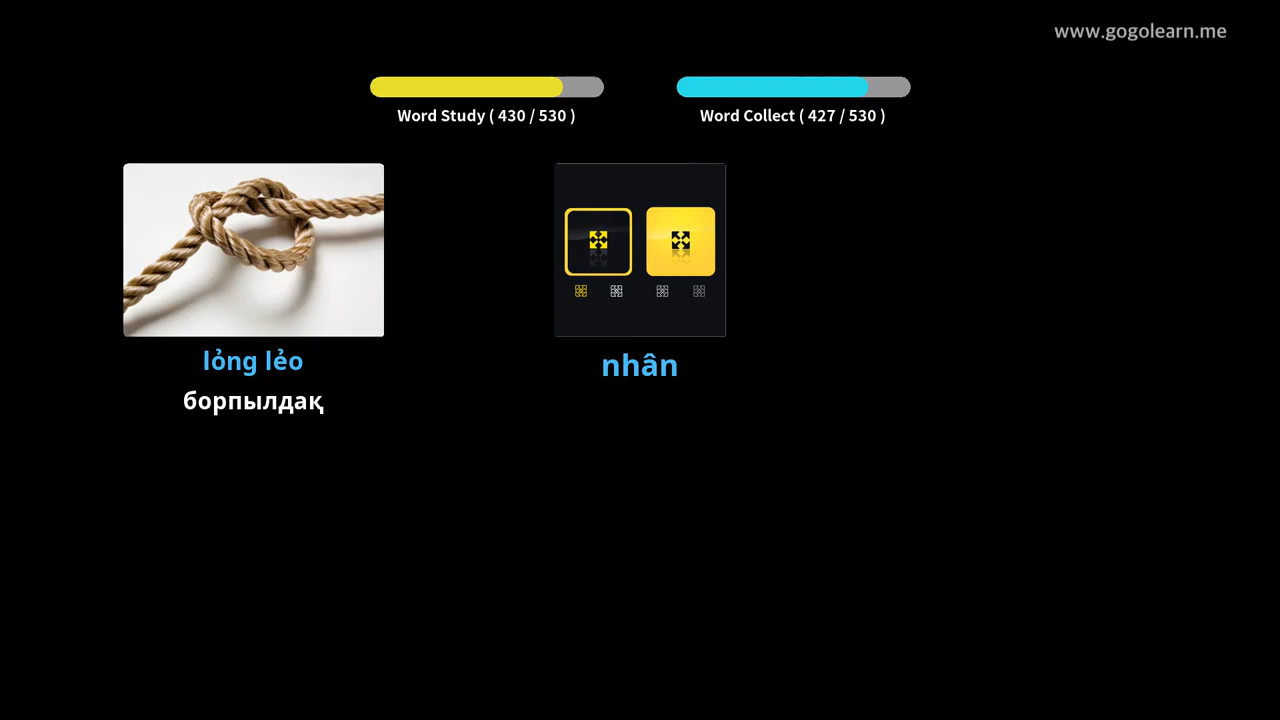 www.gogolearn.me
Word Study ( 430 / 530 )
Word Collect ( 427 / 530 )
lỏng lẻo
борпылдақ
nhân